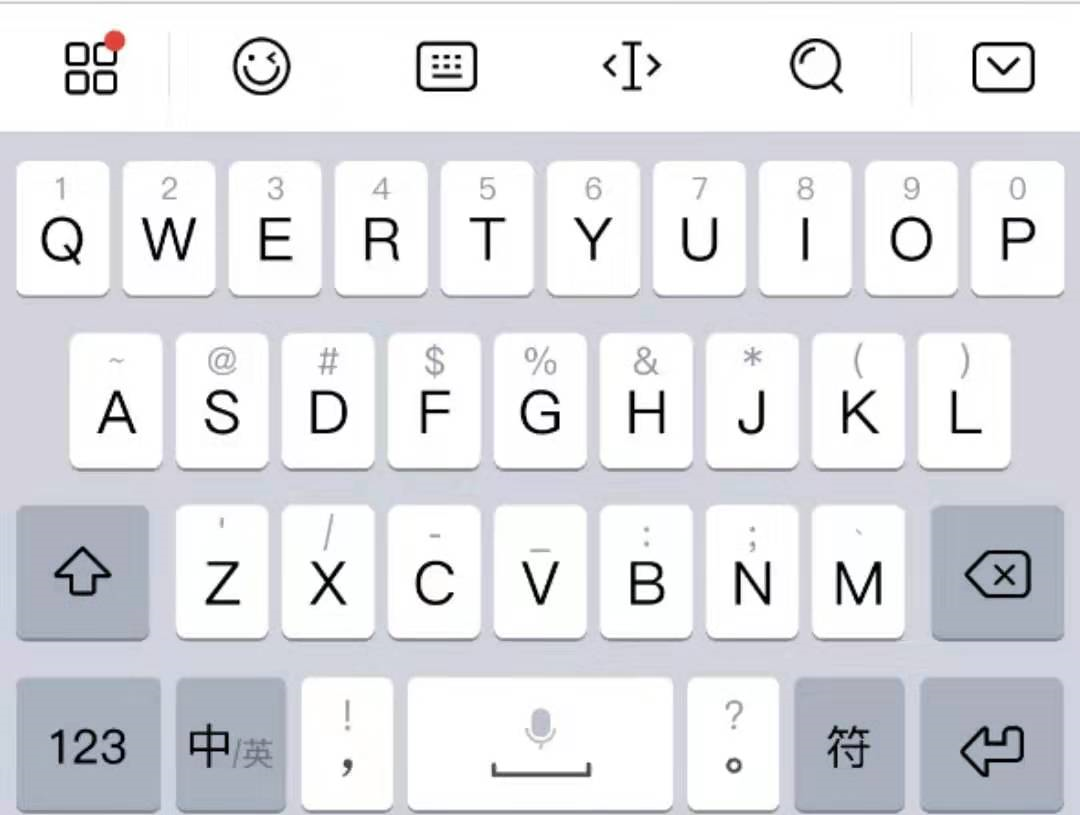 1 2 3 4 5 6 7 8 9 0
Q W E R T Y U I O P
~ @ # $ % & * ( )
A S D F G H J K L
' / - _ : ; `
Z X C V B N M
! ?
123 中/英 , 。 符